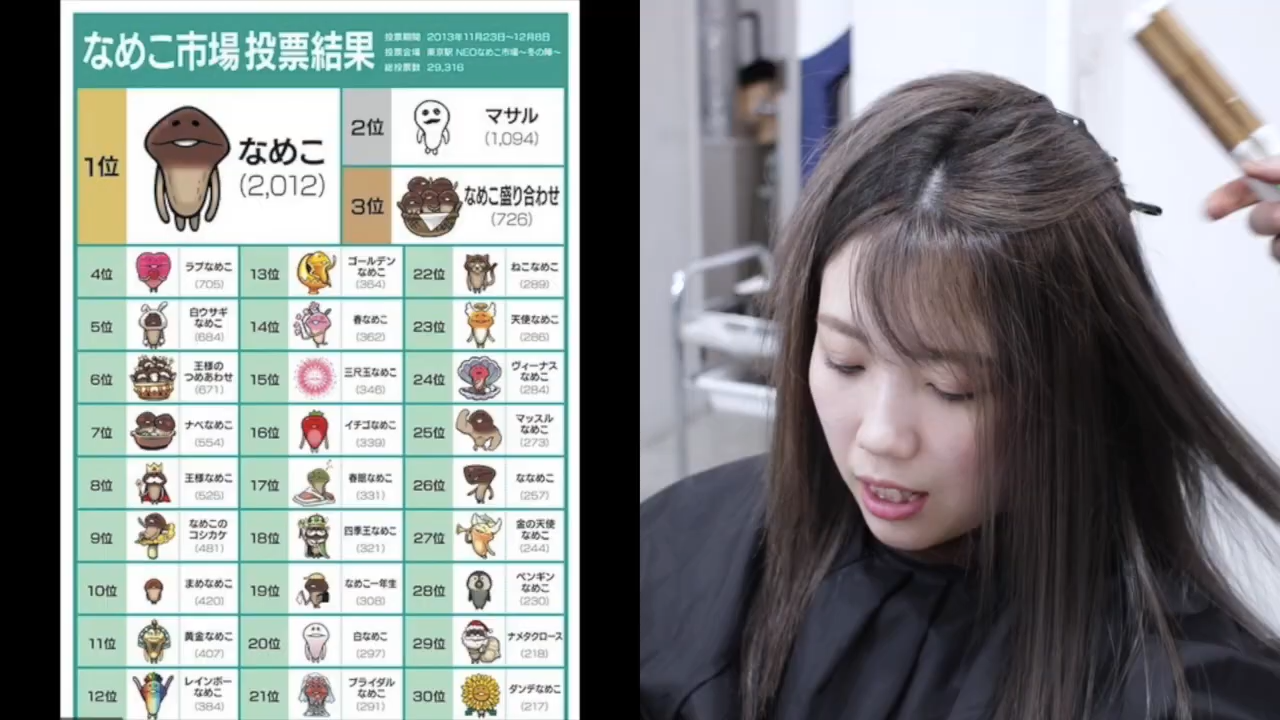 なめこ市場 投票結果
投票期間 2013年11月23日~12月8日
投票会場 東京駅 NEOなめこ市場~冬の陣~
総投票数 29,316
1位
なめこ
(2,012)
2位
マサル
(1,094)
3位
なめこ盛り合わせ
(726)
4位
ラブなめこ
(705)
5位
白ウサギ
なめこ
(684)
6位
王様の
つめあわせ
(671)
7位
ナベなめこ
(554)
8位
王様なめこ
(525)
9位
なめこの
コシカケ
(481)
10位
まめなめこ
(420)
11位
黄金なめこ
(407)
12位
レインボー
なめこ
(384)
13位
ゴールデン
なめこ
(364)
14位
春なめこ
(362)
15位
三尺玉なめこ
(346)
16位
イチゴなめこ
(339)
17位
春眠なめこ
(331)
18位
四季王なめこ
(321)
19位
なめこ一年生
(308)
20位
白なめこ
(297)
21位
ブライダル
なめこ
(291)
22位
ねこなめこ
(289)
23位
天使なめこ
(286)
24位
ヴィーナス
なめこ
(284)
25位
マッスル
なめこ
(273)
26位
ななめこ
(257)
27位
金の天使
なめこ
(244)
28位
ペンギン
なめこ
(230)
29位
ナメタクロース
(218)
30位
ダンデなめこ
(217)